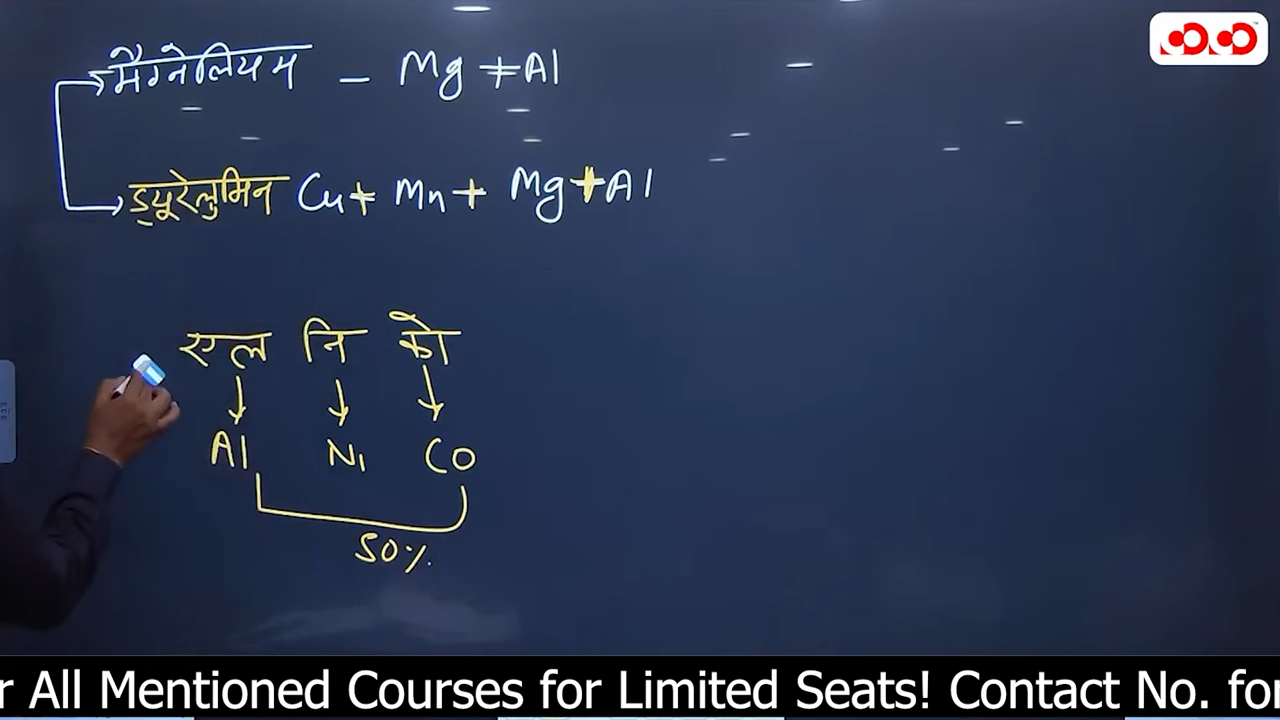 मैग्नेलियम - Mg + Al
ड्यूरेलुमिन Cu + Mn + Mg + Al
एल नि को
Al Ni Co
50%
r All Mentioned Courses for Limited Seats! Contact No. for